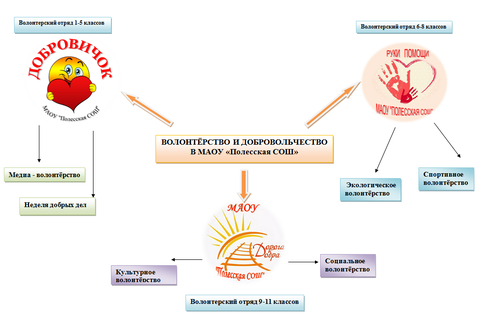 Волонтерский отряд 1-5 классов
Волонтерский отряд 6-8 классов
ДОБРОВИЧОК
МАОУ "Полесская СОШ"
РУКИ ПОМОЩИ
МАОУ "ПОЛЕССКАЯ СОШ"
ВОЛОНТЁРСТВО И ДОБРОВОЛЬЧЕСТВО
В МАОУ «Полесская СОШ»
Медиа - волонтёрство
Неделя добрых дел
Экологическое
волонтёрство
Спортивное
волонтёрство
МАОУ
Дорога
Добра
"Полесская СОШ"
Культурное
волонтёрство
Социальное
волонтёрство
Волонтерский отряд 9-11 классов